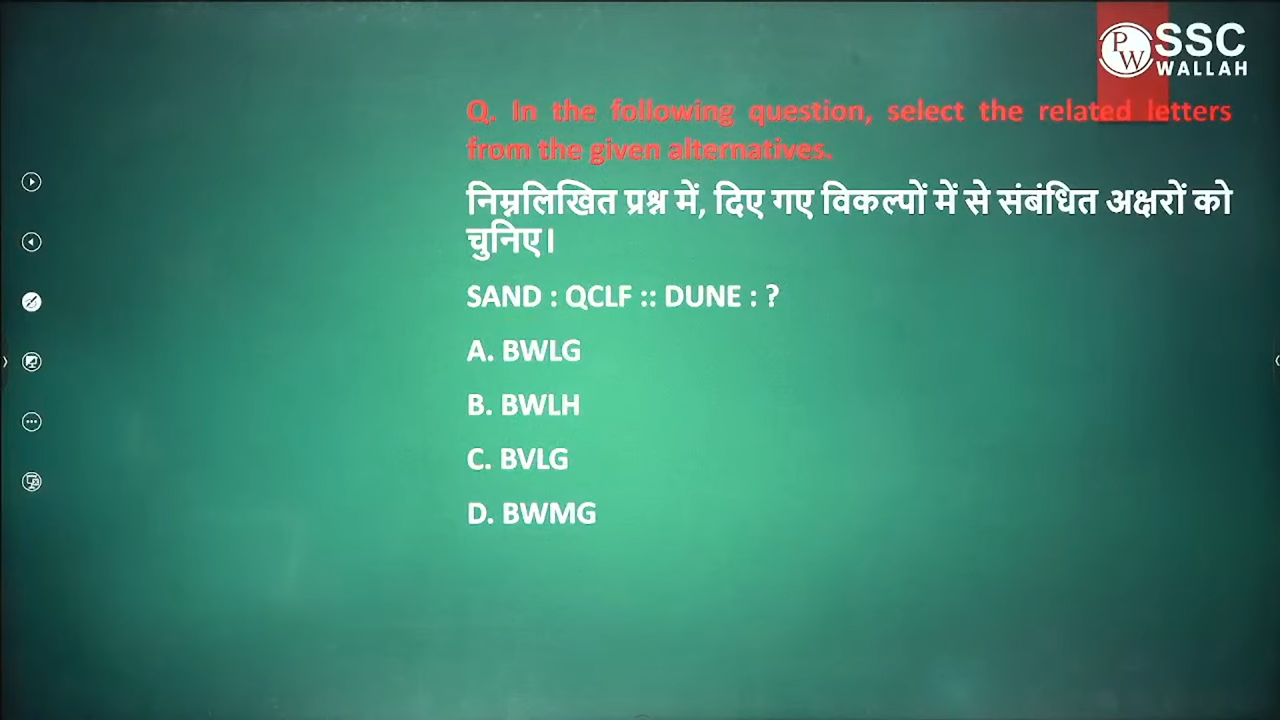 PW SSC
WALLAH
Q. In the following question, select the related letters
from the given alternatives.
निम्नलिखित प्रश्न में, दिए गए विकल्पों में से संबंधित अक्षरों को
चुनिए।
SAND : QCLF :: DUNE : ?
A. BWLG
B. BWLH
C. BVLG
D. BWMG